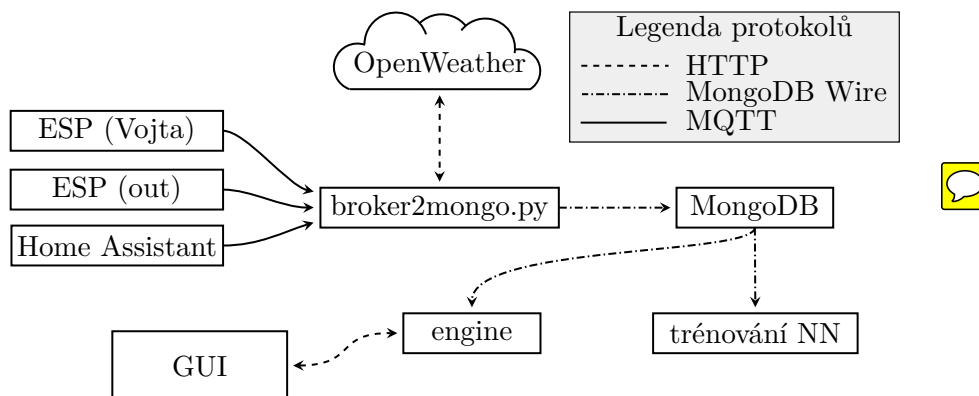 OpenWeather
Legenda protokolů
HTTP
MongoDB Wire
MQTT
ESP (Vojta)
ESP (out)
Home Assistant
broker2mongo.py
MongoDB
engine
trénování NN
GUI